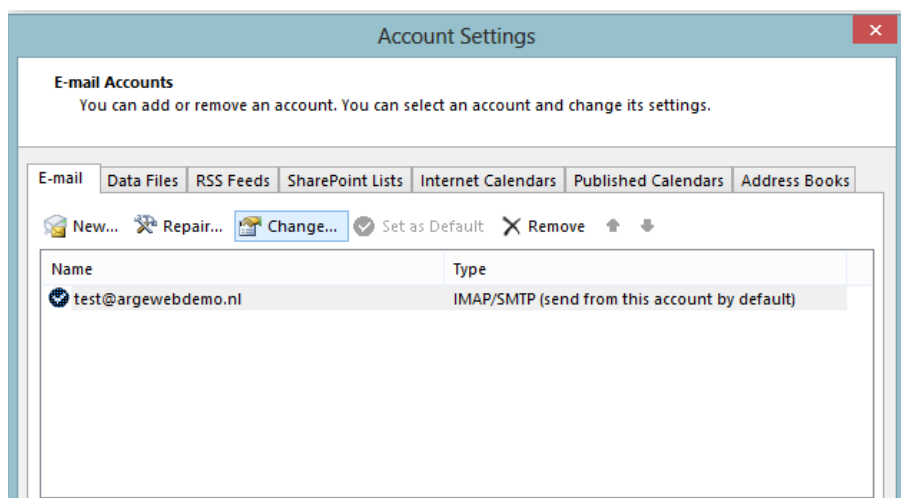 Account Settings
E-mail Accounts
You can add or remove an account. You can select an account and change its settings.
E-mail Data Files RSS Feeds SharePoint Lists Internet Calendars Published Calendars Address Books
New... Repair... Change... Set as Default Remove
Name Type
test@argewebdemo.nl IMAP/SMTP (send from this account by default)